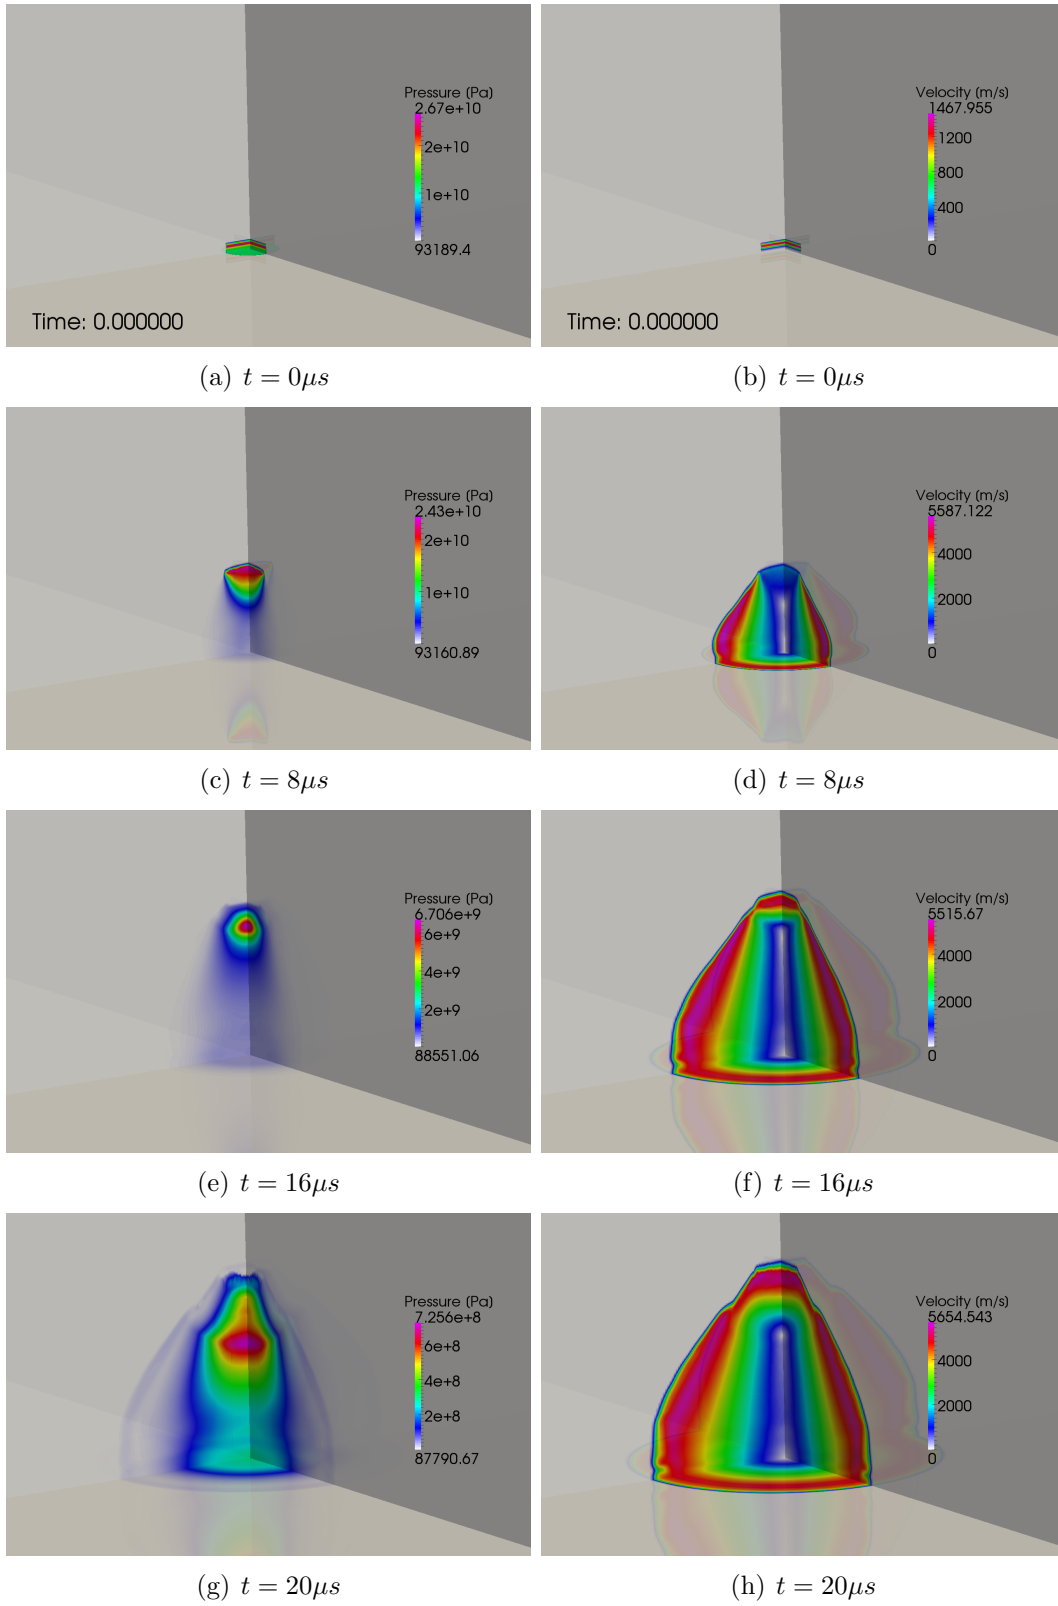 Pressure (Pa)
2.67e+10
2e+10
1e+10
93189.4
Time: 0.000000
Velocity (m/s)
1467.955
1200
800
400
0
Time: 0.000000
(a) t = 0μs
(b) t = 0μs
Pressure (Pa)
2.43e+10
2e+10
1e+10
93160.89
Velocity (m/s)
5587.122
4000
2000
0
(c) t = 8μs
(d) t = 8μs
Pressure (Pa)
6.706e+9
6e+9
4e+9
2e+9
88551.06
Velocity (m/s)
5515.67
4000
2000
0
(e) t = 16μs
(f) t = 16μs
Pressure (Pa)
7.256e+8
6e+8
4e+8
2e+8
87790.67
Velocity (m/s)
5654.543
4000
2000
0
(g) t = 20μs
(h) t = 20μs